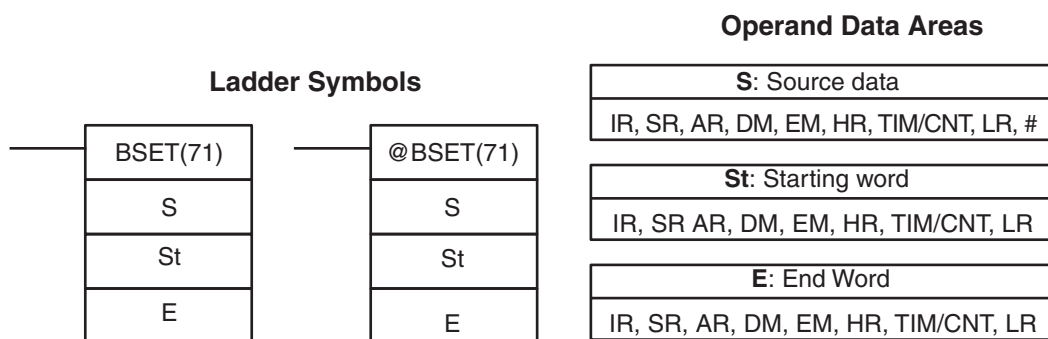 Operand Data Areas
Ladder Symbols
S: Source data
IR, SR, AR, DM, EM, HR, TIM/CNT, LR, #
BSET(71)
@BSET(71)
S
S
St: Starting word
IR, SR AR, DM, EM, HR, TIM/CNT, LR
St
St
E
E
E: End Word
IR, SR, AR, DM, EM, HR, TIM/CNT, LR